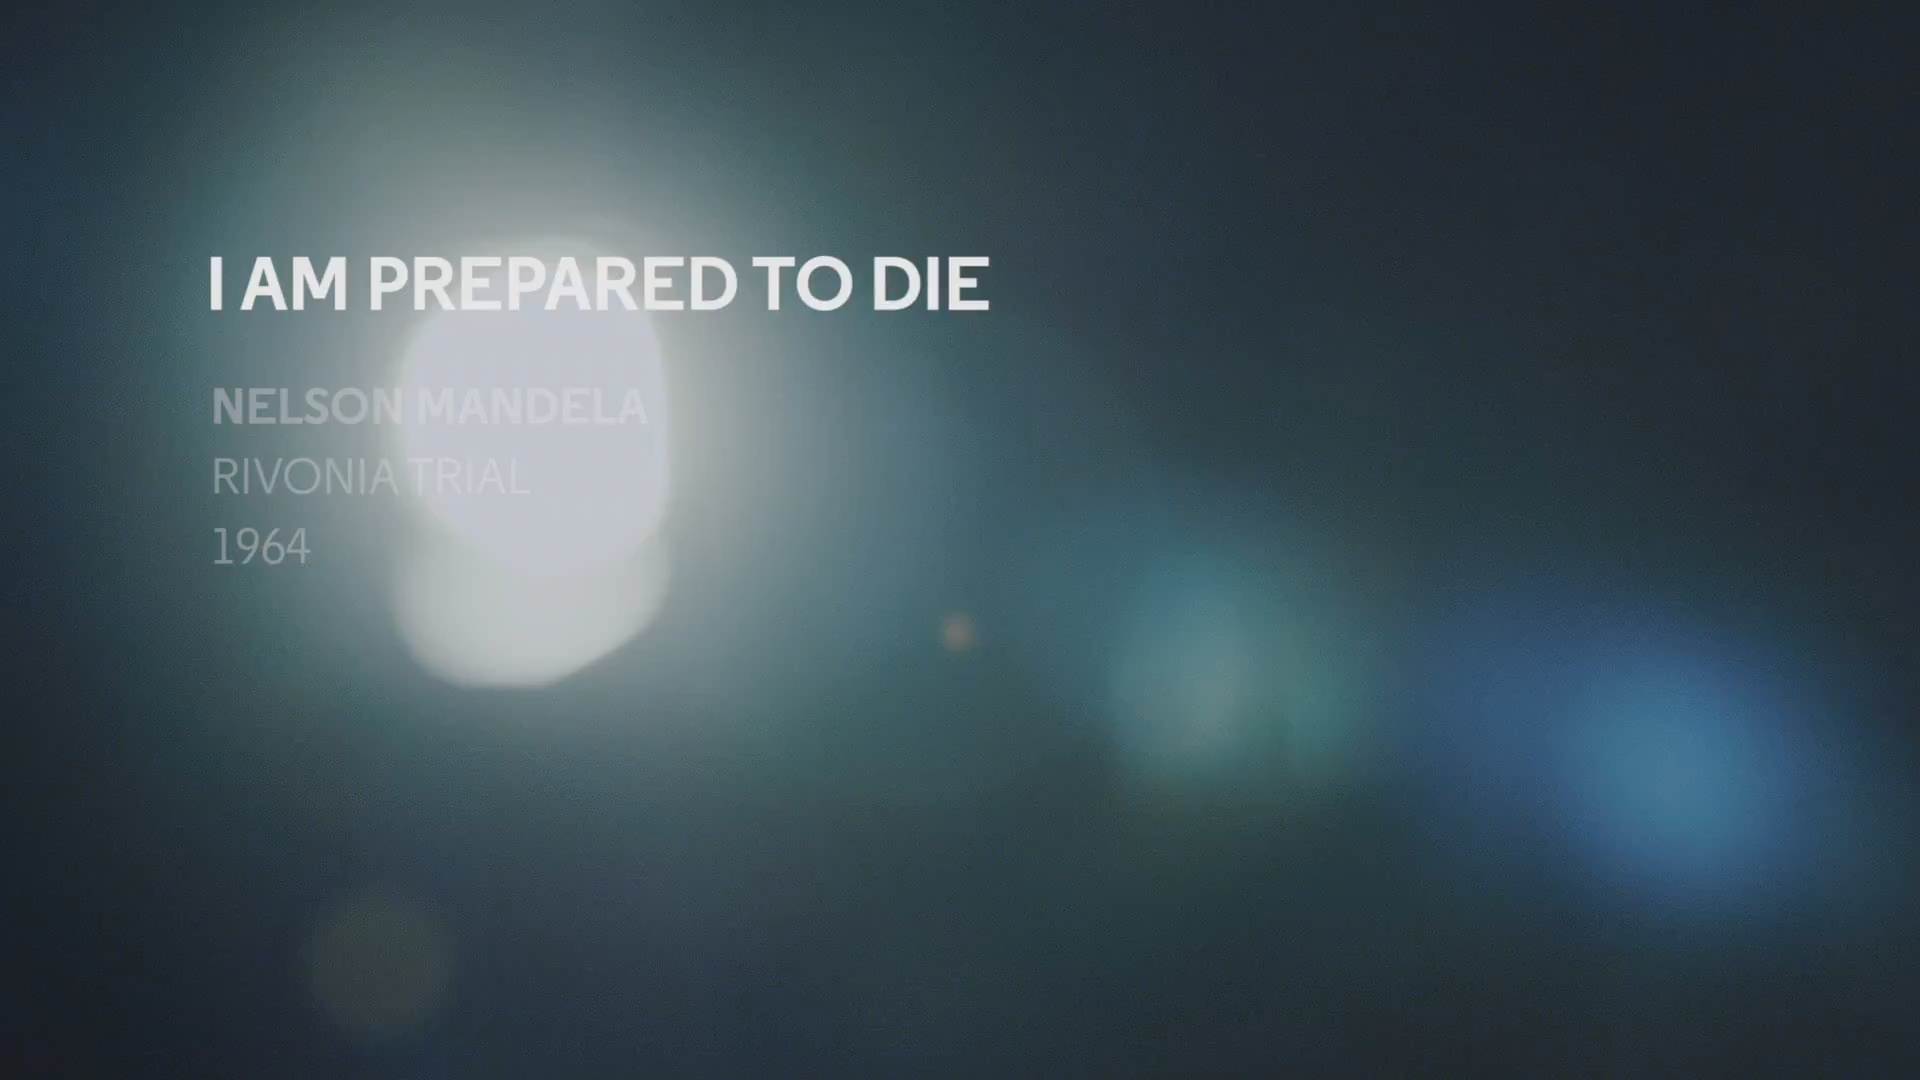 I AM PREPARED TO DIE
NELSON MANDELA
RIVONIA TRIAL
1964